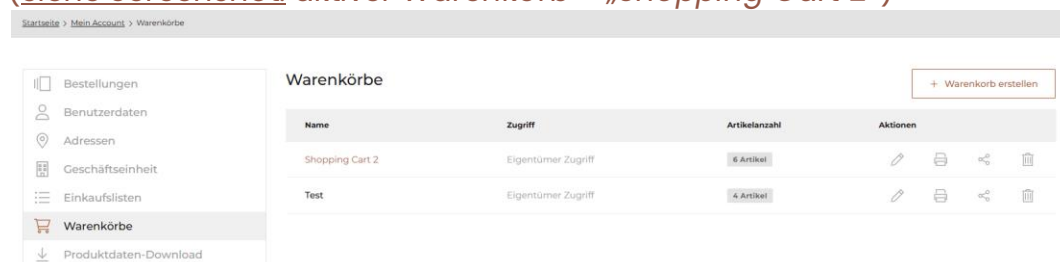 (siehe Screenshot: aktiver Warenkorb = „Shopping Cart 2“)
Startseite > Mein Account > Warenkörbe
Bestellungen
Benutzerdaten
Adressen
Geschäftseinheit
Einkaufslisten
Warenkörbe
Produktdaten-Download
Warenkörbe
+ Warenkorb erstellen
Name Zugriff Artikelanzahl Aktionen
Shopping Cart 2 Eigentümer Zugriff 6 Artikel
Test Eigentümer Zugriff 4 Artikel